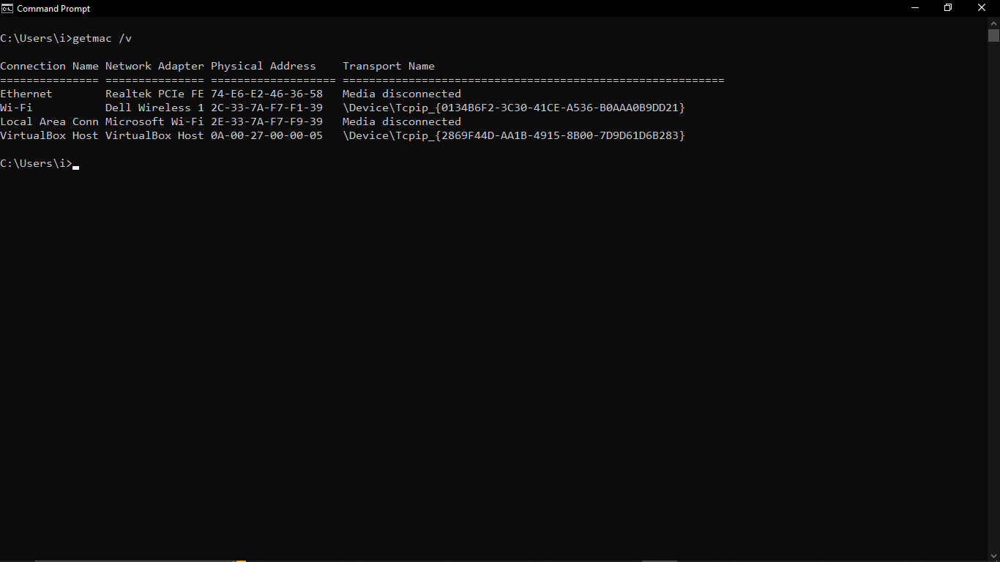 Command Prompt
C:\Users\i>getmac /v
Connection Name Network Adapter Physical Address    Transport Name
=============== =============== =================== ==========================================================
Ethernet        Realtek PCIe FE 74-E6-E2-46-36-58   Media disconnected
Wi-Fi           Dell Wireless 1 2C-33-7A-F7-F1-39   \Device\Tcpip_{0134B6F2-3C30-41CE-A536-B0AAA0B9DD21}
Local Area Conn Microsoft Wi-Fi 2E-33-7A-F7-F9-39   Media disconnected
VirtualBox Host VirtualBox Host 0A-00-27-00-00-05   \Device\Tcpip_{2869F44D-AA1B-4915-8B00-7D9D61D6B283}
C:\Users\i>